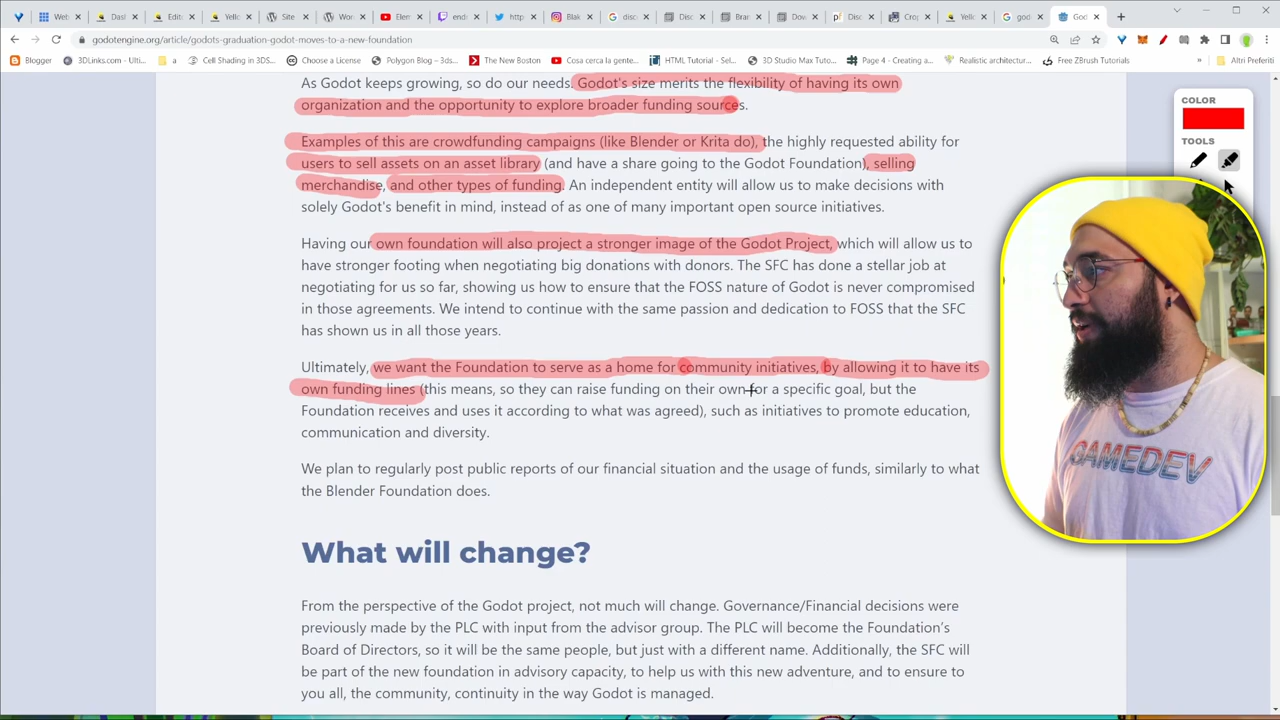 Web
Das
Edito
Yello
Site
Wor
Eler
endr
http
Blak
disc
Disc
Bran
Dow
Disc
Crop
Yello
god
God
godotengine.org/article/godots-graduation-godot-moves-to-a-new-foundation
Blogger
3DLinks.com - Ulti...
a
Cell Shading in 3DS...
Choose a License
Polygon Blog - 3D...
The New Boston
Cosa cerca la gente...
HTML Tutorial - Sel...
3D Studio Max Tuto...
Page 4 - Creating a...
Realistic architectur...
Free ZBrush Tutorials
Altri Preferiti
As Godot keeps growing, so do our needs. Godot's size merits the flexibility of having its own
organization and the opportunity to explore broader funding sources.
Examples of this are crowdfunding campaigns (like Blender or Krita do), the highly requested ability for
users to sell assets on an asset library (and have a share going to the Godot Foundation), selling
merchandise, and other types of funding. An independent entity will allow us to make decisions with
solely Godot's benefit in mind, instead of as one of many important open source initiatives.
Having our own foundation will also project a stronger image of the Godot Project, which will allow us to
have stronger footing when negotiating big donations with donors. The SFC has done a stellar job at
negotiating for us so far, showing us how to ensure that the FOSS nature of Godot is never compromised
in those agreements. We intend to continue with the same passion and dedication to FOSS that the SFC
has shown us in all those years.
Ultimately, we want the Foundation to serve as a home for community initiatives, by allowing it to have its
own funding lines (this means, so they can raise funding on their own for a specific goal, but the
Foundation receives and uses it according to what was agreed), such as initiatives to promote education,
communication and diversity.
We plan to regularly post public reports of our financial situation and the usage of funds, similarly to what
the Blender Foundation does.
What will change?
From the perspective of the Godot project, not much will change. Governance/Financial decisions were
previously made by the PLC with input from the advisor group. The PLC will become the Foundation's
Board of Directors, so it will be the same people, but just with a different name. Additionally, the SFC will
be part of the new foundation in advisory capacity, to help us with this new adventure, and to ensure to
you all, the community, continuity in the way Godot is managed.
COLOR
TOOLS
GAMEDEV